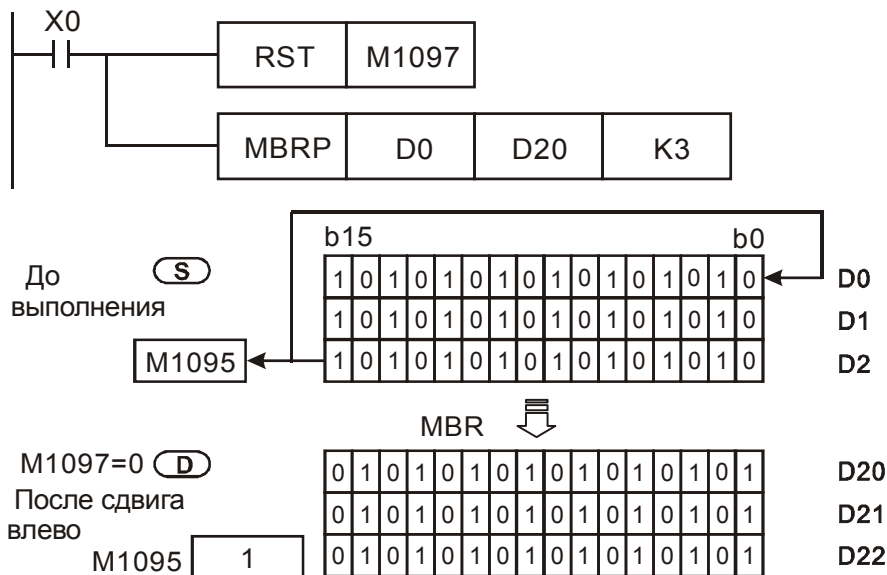 X0
RST M1097
MBRP D0 D20 K3
b15 b0
До S 1 0 1 0 1 0 1 0 1 0 1 0 1 0 1 0 D0
выполнения 1 0 1 0 1 0 1 0 1 0 1 0 1 0 1 0 D1
M1095 1 0 1 0 1 0 1 0 1 0 1 0 1 0 1 0 D2
MBR
M1097=0 D 0 1 0 1 0 1 0 1 0 1 0 1 0 1 0 1 D20
После сдвига 0 1 0 1 0 1 0 1 0 1 0 1 0 1 0 1 D21
влево
M1095 1 0 1 0 1 0 1 0 1 0 1 0 1 0 1 0 1 D22